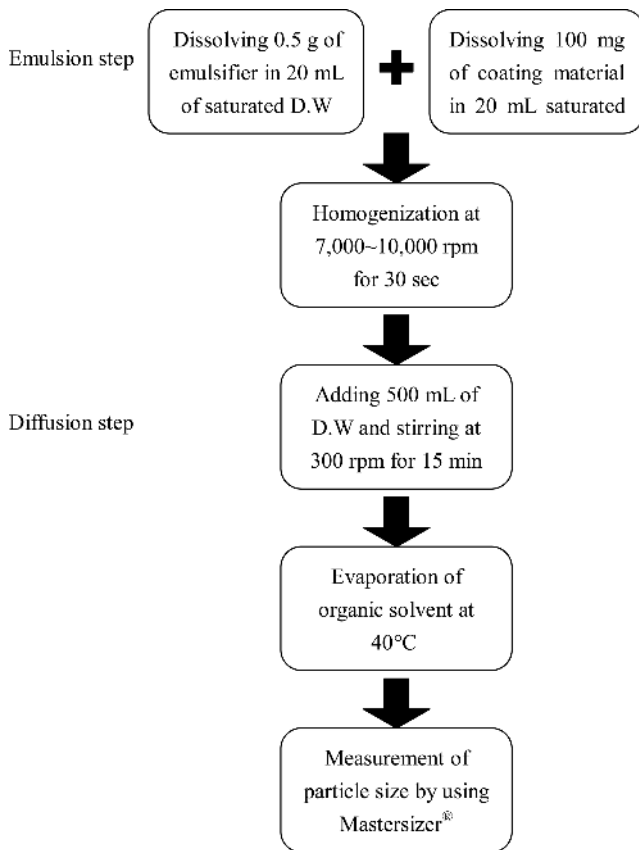 Emulsion step
Dissolving 0.5 g of
emulsifier in 20 mL
of saturated D.W
+
Dissolving 100 mg
of coating material
in 20 mL saturated
Homogenization at
7,000~10,000 rpm
for 30 sec
Diffusion step
Adding 500 mL of
D.W and stirring at
300 rpm for 15 min
Evaporation of
organic solvent at
40°C
Measurement of
particle size by using
Mastersizer®